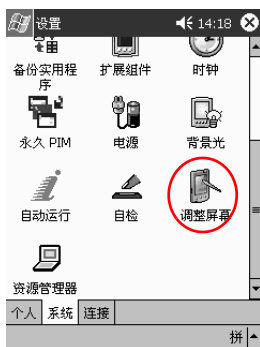 设置 14:18
备份实用程序 扩展组件 时钟
永久 PIM 电源 背景光
自动运行 自检 调整屏幕
资源管理器
个人 系统 连接
拼